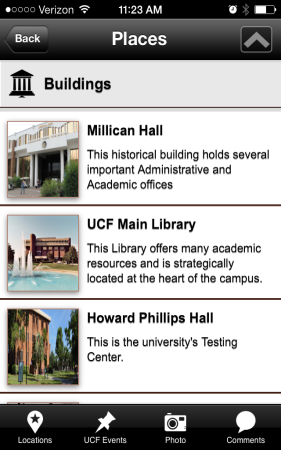 Verizon 11:23 AM
Back Places
Buildings
Millican Hall
This historical building holds several
important Administrative and
Academic offices
UCF Main Library
This Library offers many academic
resources and is strategically
located at the heart of the campus.
Howard Phillips Hall
This is the university's Testing
Center.
Locations UCF Events Photo Comments